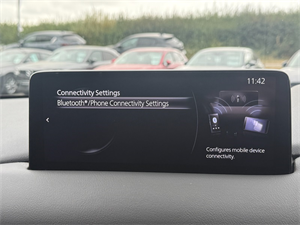 11:42
Connectivity Settings
Bluetooth®/Phone Connectivity Settings
Configures mobile device
connectivity.